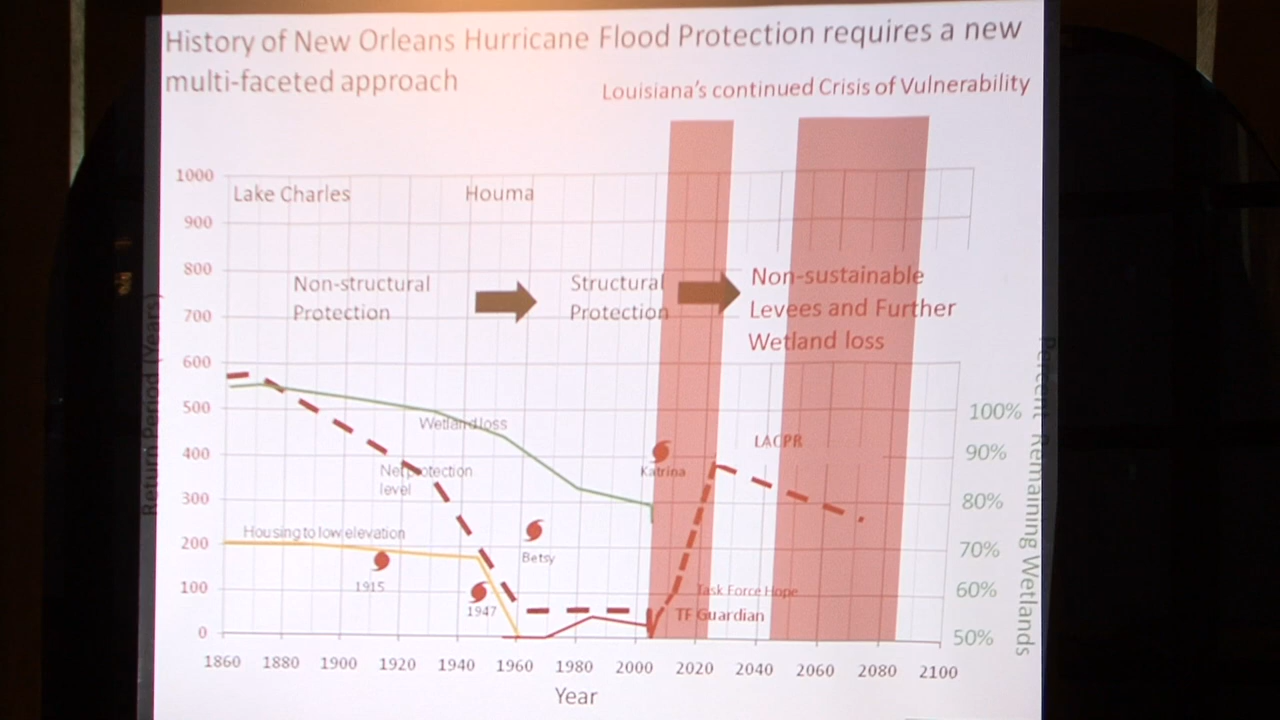 History of New Orleans Hurricane Flood Protection requires a new
multi-faceted approach
Louisiana's continued Crisis of Vulnerability
1000
900
800
700
600
500
400
300
200
100
0
Return Period (Years)
Lake Charles
Houma
Non-structural
Protection
Structural
Protection
Non-sustainable
Levees and Further
Wetland loss
Wetland loss
Net protection
level
Housing to low elevation
1915
1947
Betsy
Katrina
LACPR
Task Force Hope
TF Guardian
100%
90%
80%
70%
60%
50%
Percent Remaining Wetlands
1860 1880 1900 1920 1940 1960 1980 2000 2020 2040 2060 2080 2100
Year